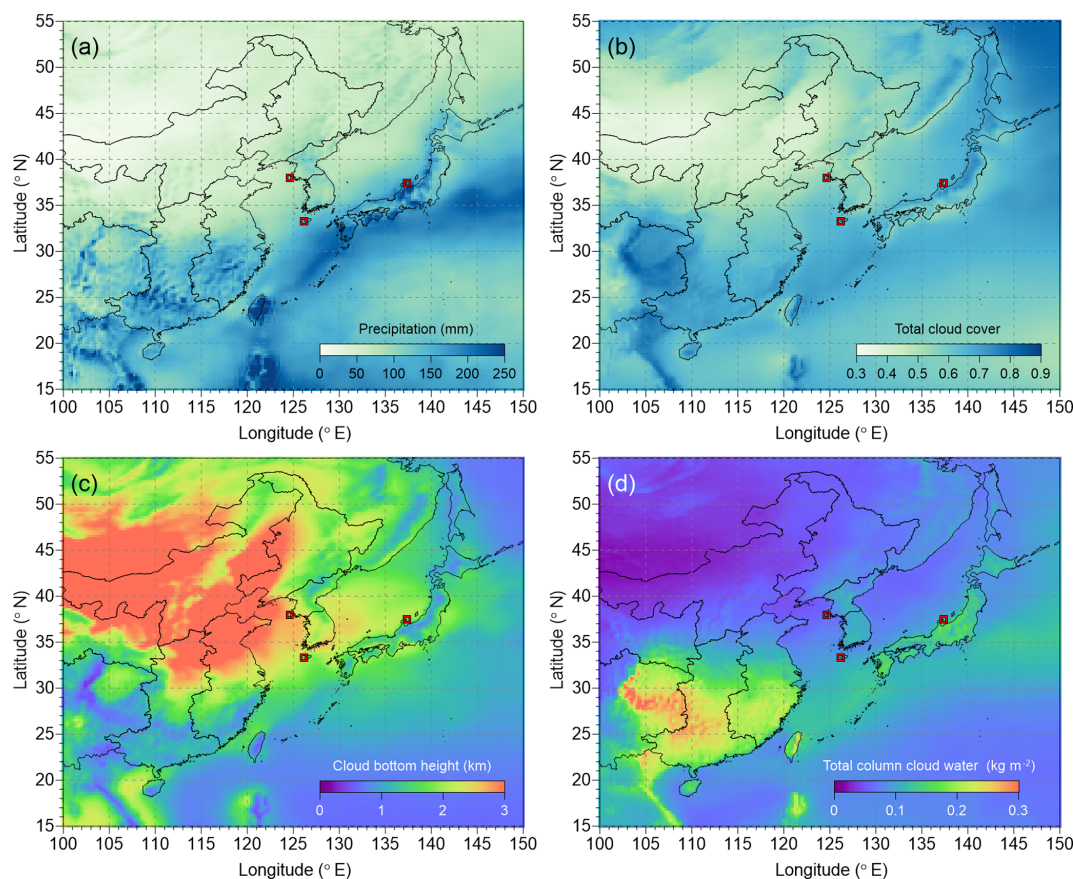 (a)
55
50
45
40
35
30
25
20
15
Latitude (° N)
Precipitation (mm)
0 50 100 150 200 250
100 105 110 115 120 125 130 135 140 145 150
Longitude (° E)
(b)
55
50
45
40
35
30
25
20
15
Latitude (° N)
Total cloud cover
0.3 0.4 0.5 0.6 0.7 0.8 0.9
100 105 110 115 120 125 130 135 140 145 150
Longitude (° E)
(c)
55
50
45
40
35
30
25
20
15
Latitude (° N)
Cloud bottom height (km)
0 1 2 3
100 105 110 115 120 125 130 135 140 145 150
Longitude (° E)
(d)
55
50
45
40
35
30
25
20
15
Latitude (° N)
Total column cloud water (kg m⁻²)
0 0.1 0.2 0.3
100 105 110 115 120 125 130 135 140 145 150
Longitude (° E)